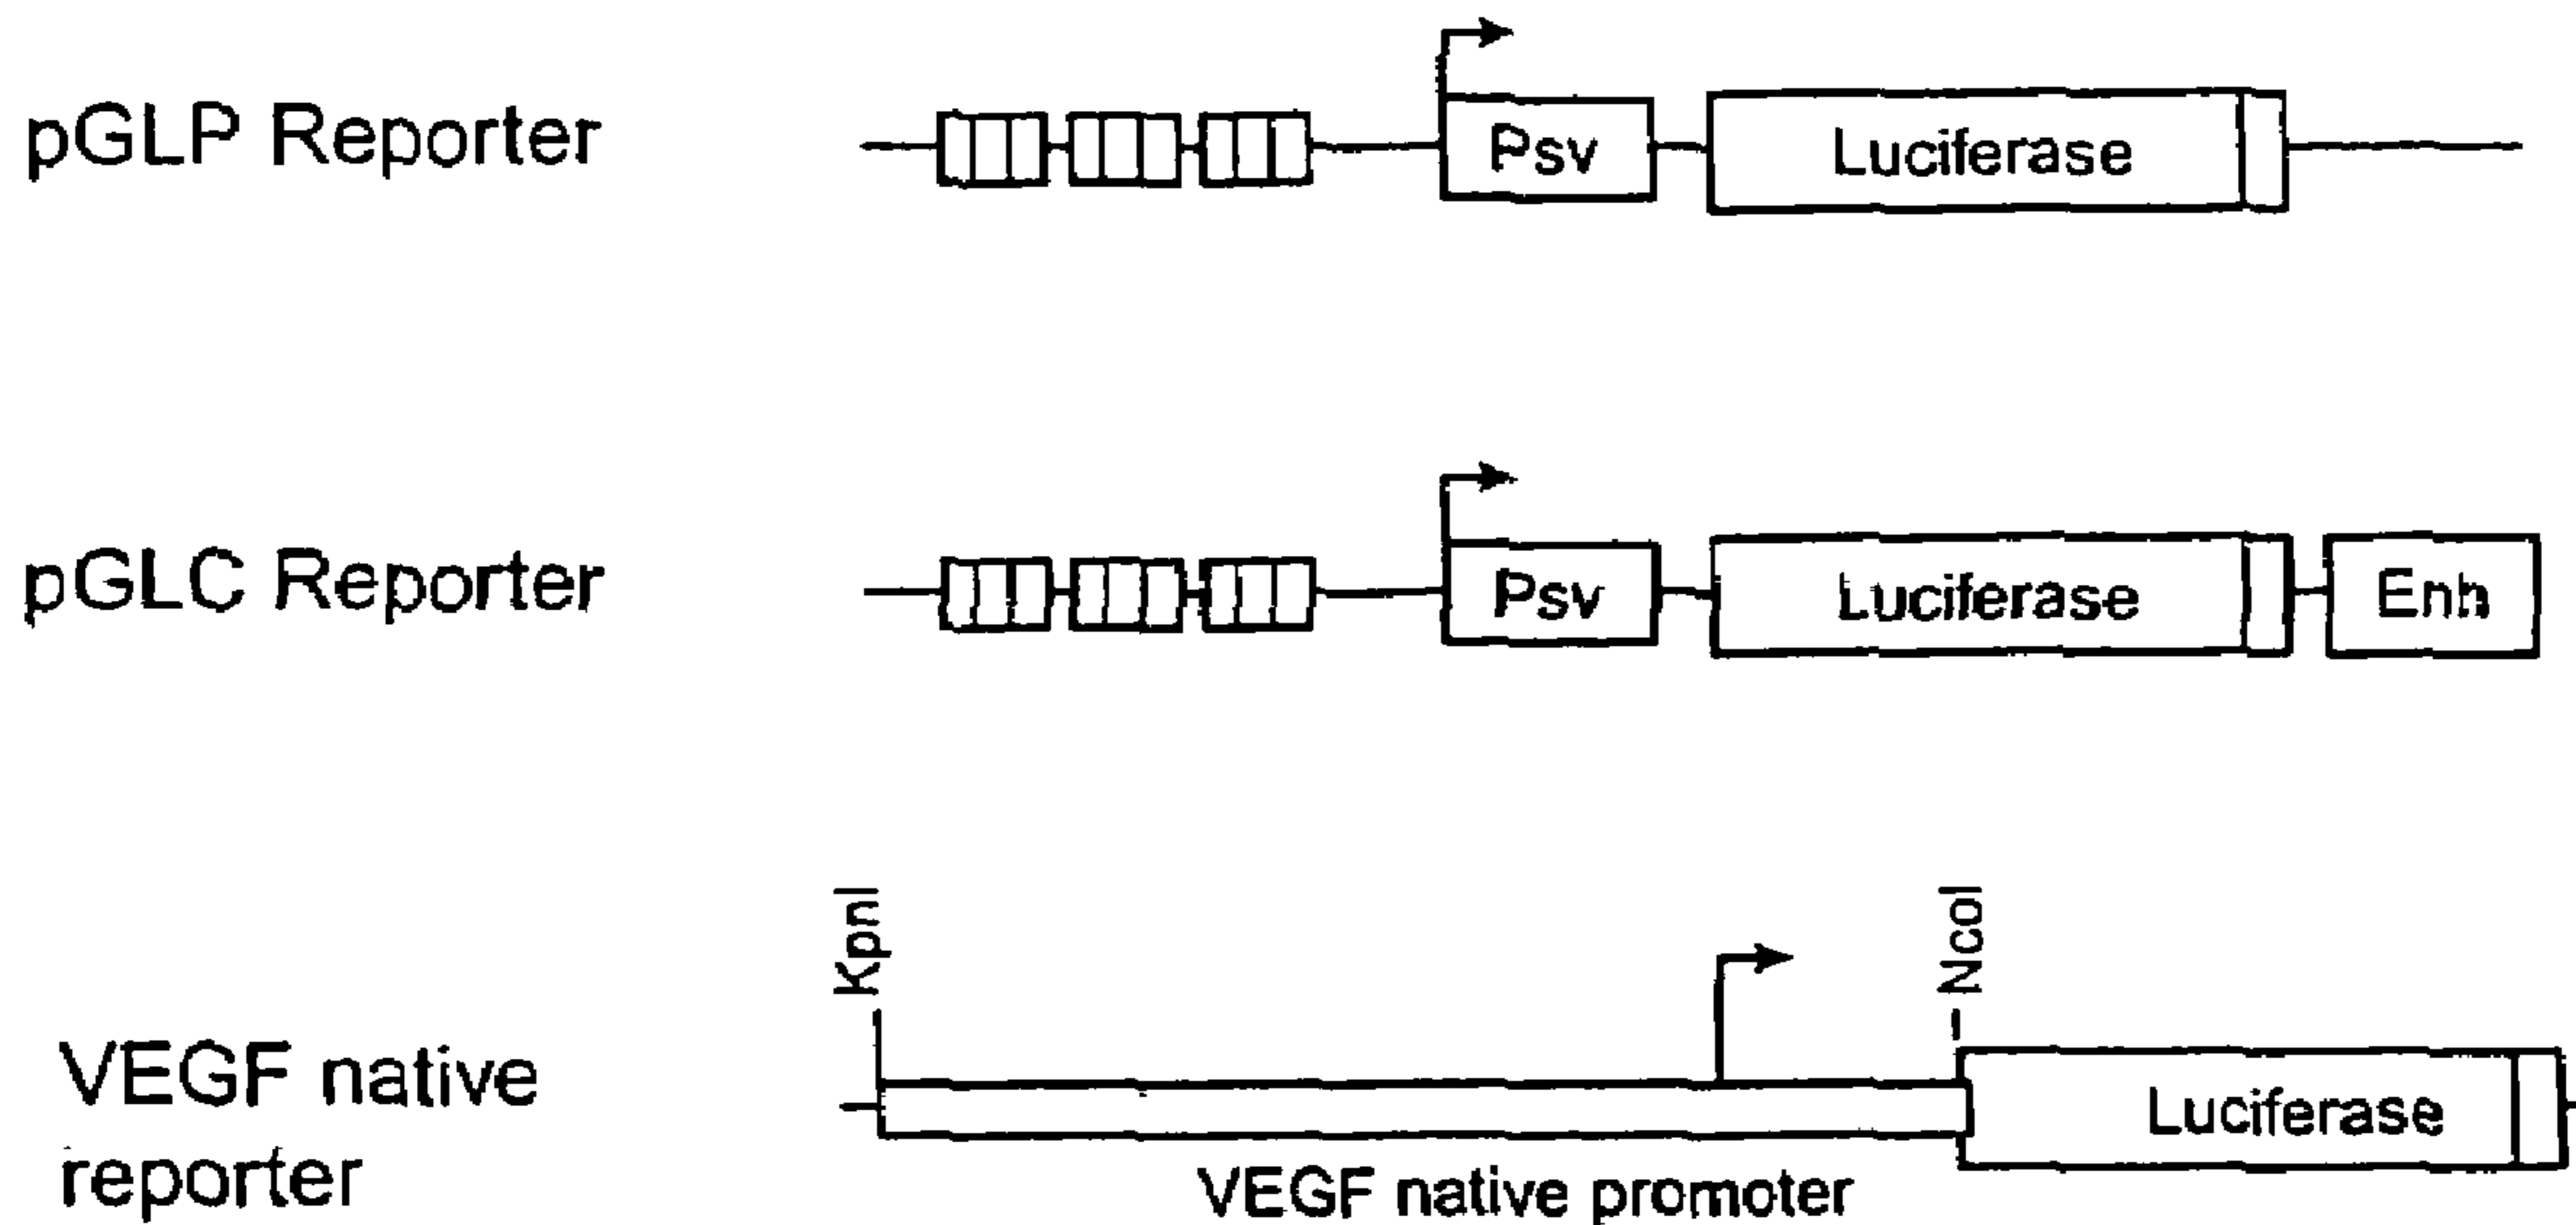 pGLP Reporter
Psv
Luciferase
pGLC Reporter
Psv
Luciferase
Enh
KpnI
NcoI
VEGF native
reporter
Luciferase
VEGF native promoter